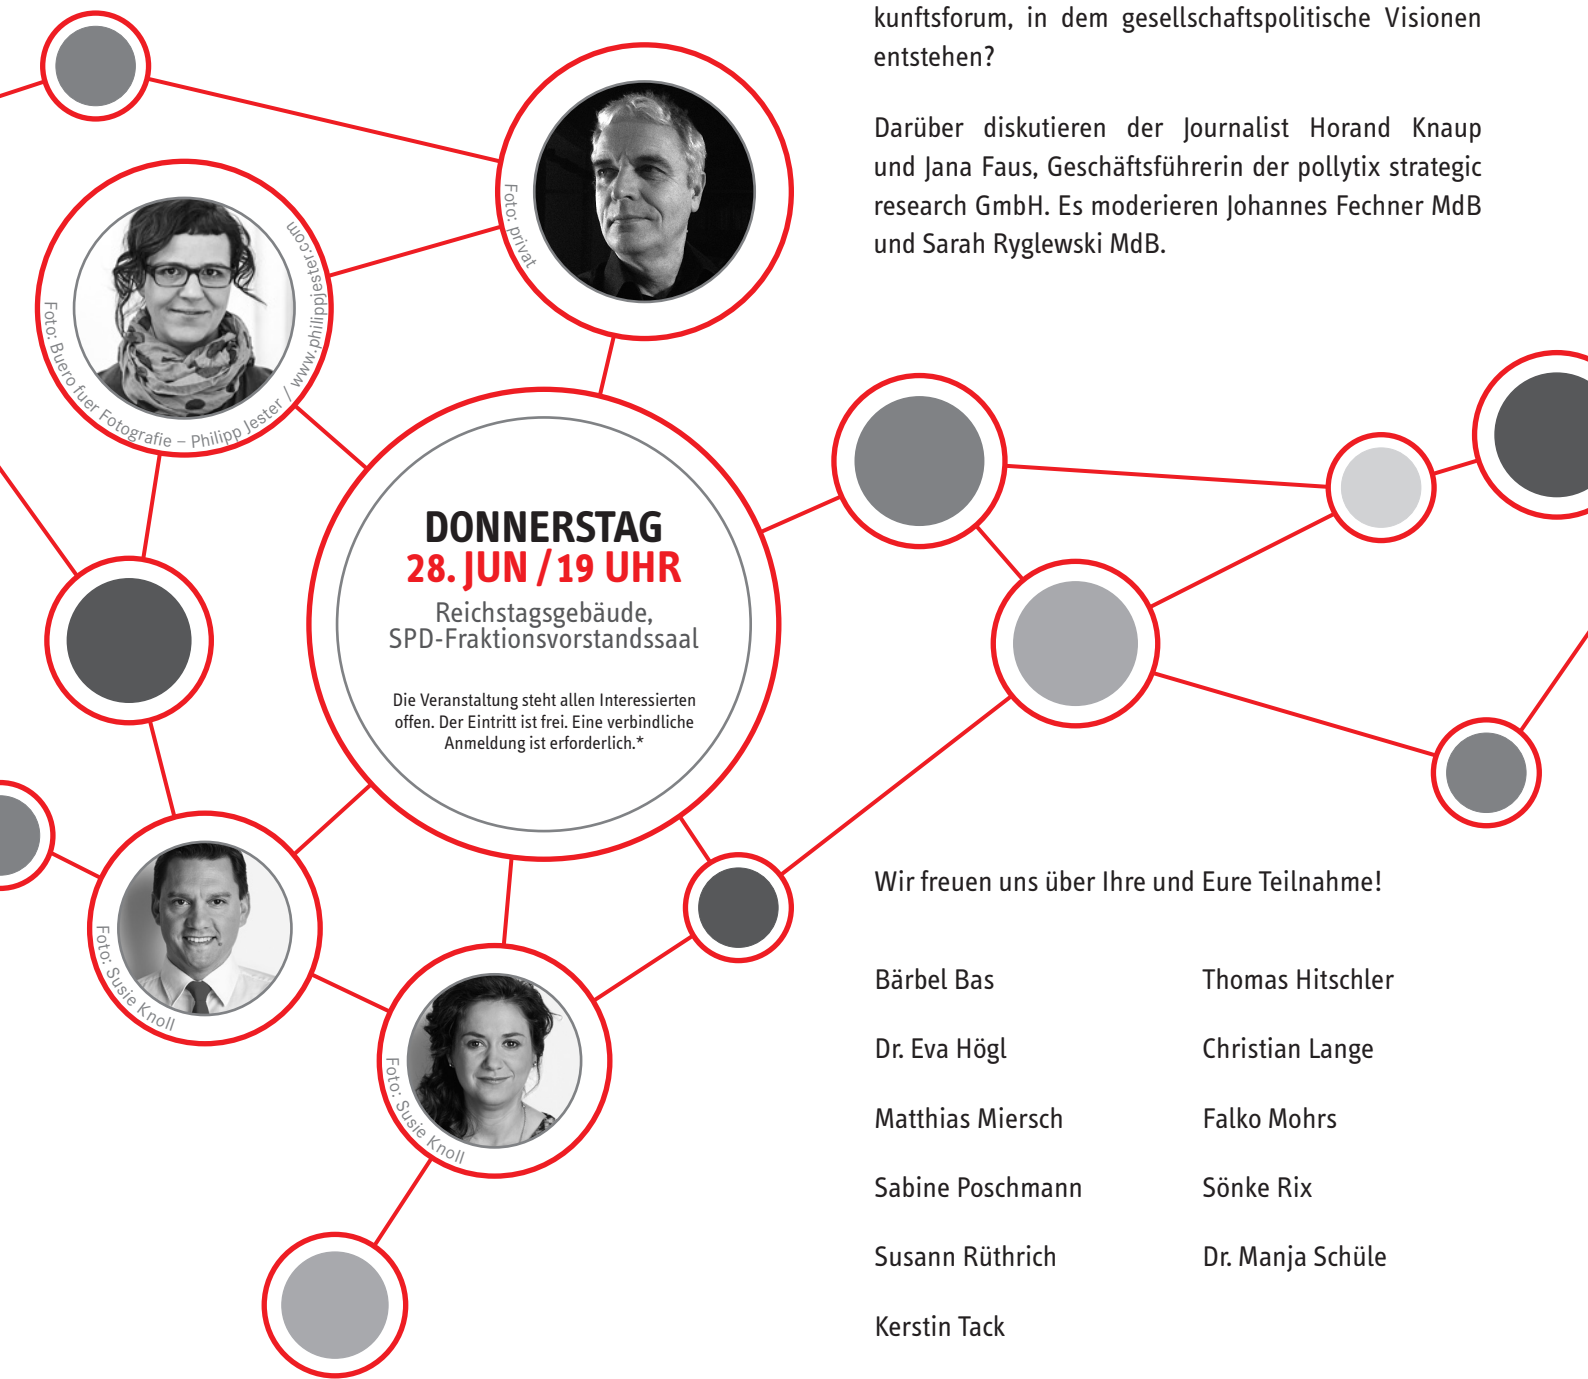 kunftsforum, in dem gesellschaftspolitische Visionen
entstehen?
Darüber diskutieren der Journalist Horand Knaup
und Jana Faus, Geschäftsführerin der pollytix strategic
research GmbH. Es moderieren Johannes Fechner MdB
und Sarah Ryglewski MdB.
Foto: privat
Foto: Buero fuer Fotografie – Philipp Jester / www.philippjester.com
DONNERSTAG
28. JUN / 19 UHR
Reichstagsgebäude,
SPD-Fraktionsvorstandssaal
Die Veranstaltung steht allen Interessierten
offen. Der Eintritt ist frei. Eine verbindliche
Anmeldung ist erforderlich.*
Foto: Susie Knoll
Foto: Susie Knoll
Wir freuen uns über Ihre und Eure Teilnahme!
Bärbel Bas
Thomas Hitschler
Dr. Eva Högl
Christian Lange
Matthias Miersch
Falko Mohrs
Sabine Poschmann
Sönke Rix
Susann Rüthrich
Dr. Manja Schüle
Kerstin Tack